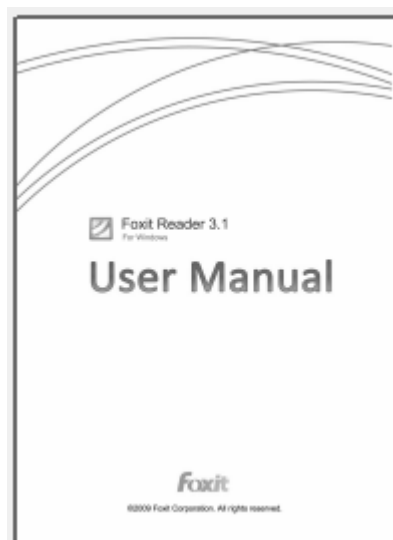 Foxit Reader 3.1
For Windows
User Manual
Foxit
©2009 Foxit Corporation. All rights reserved.